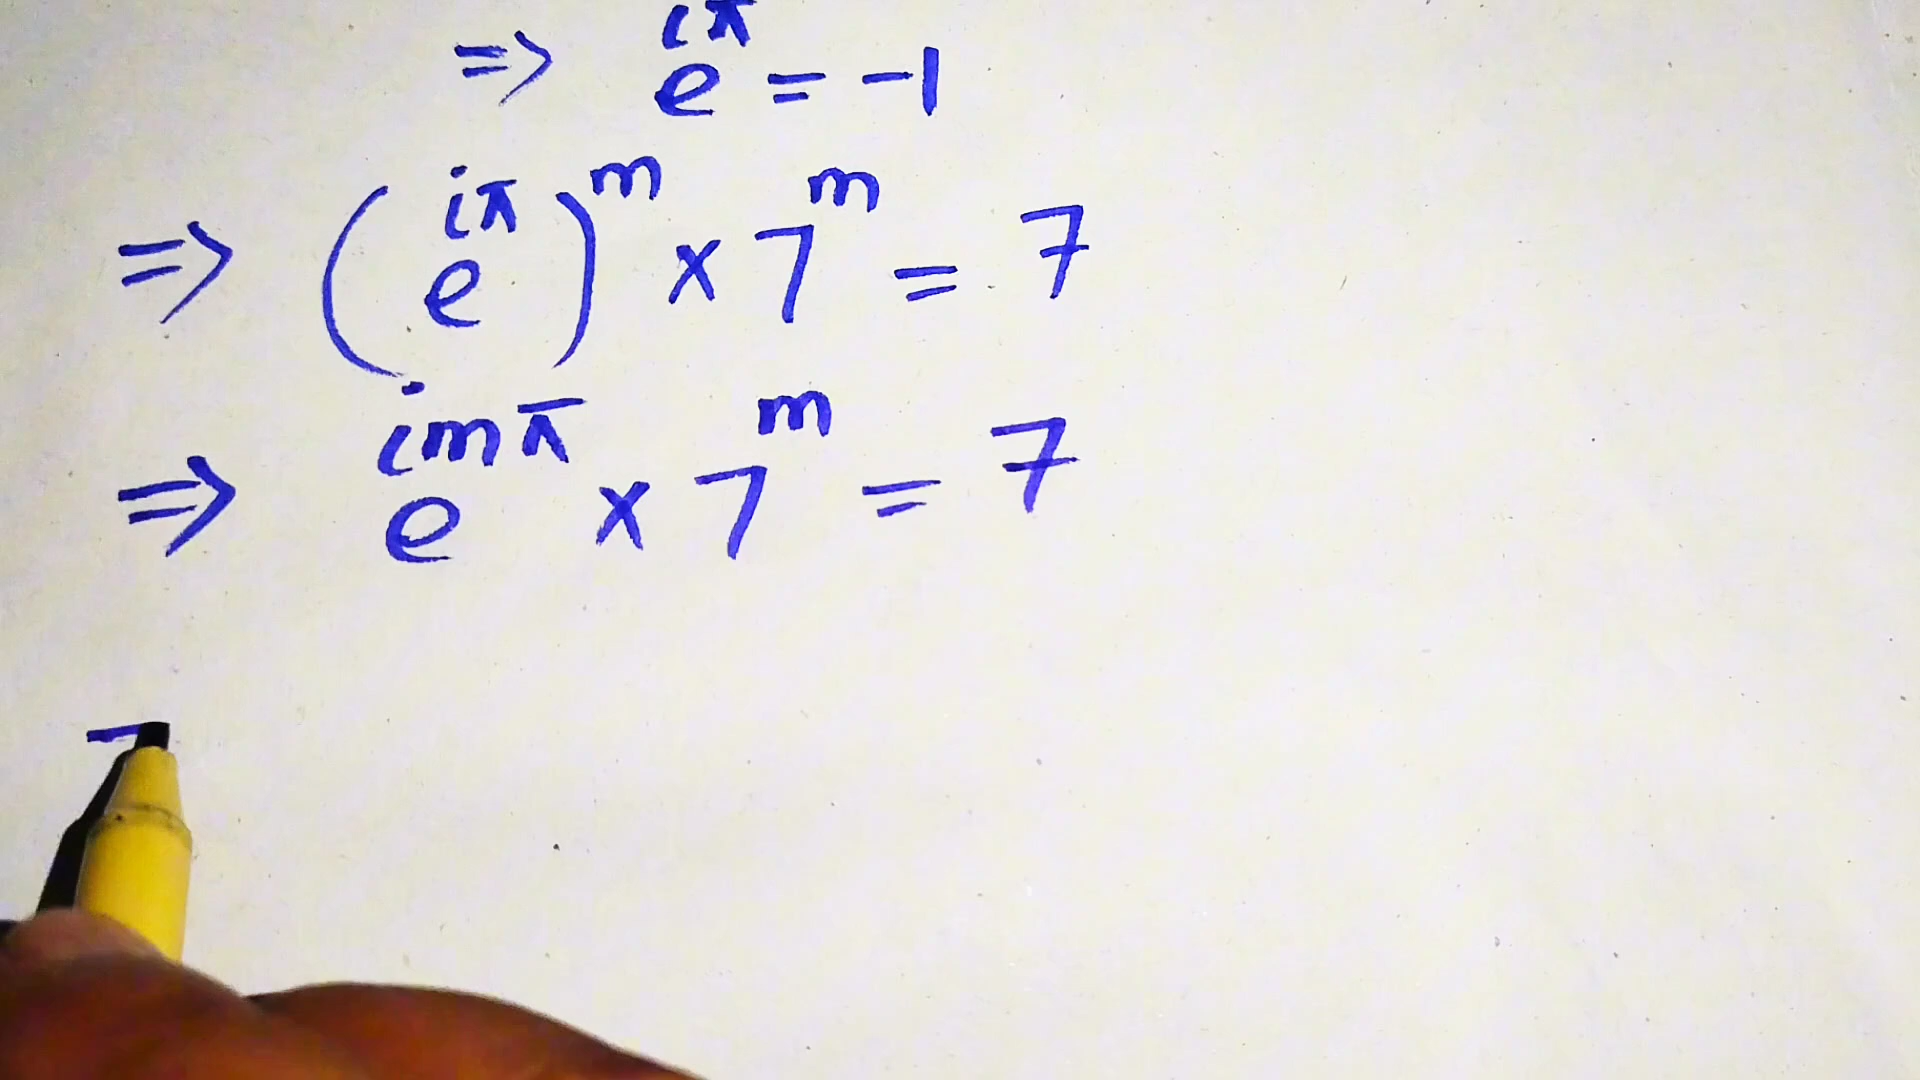 => e^{iπ} = -1
=> (e^{iπ})^m × 7^m = 7
=> e^{imπ} × 7^m = 7